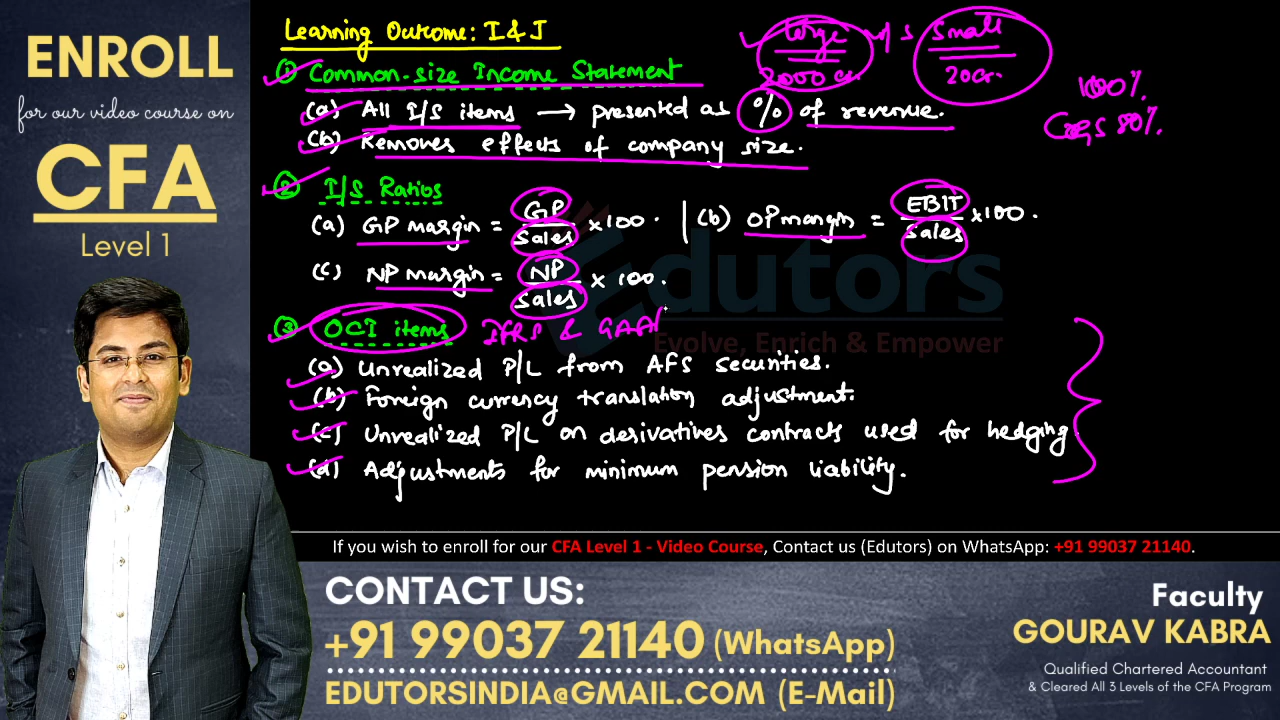 ENROLL
for our video course on
CFA
Level 1
Learning Outcome: I & J
Large v/s Small
2000 cr. 20cr.
① Common-size Income Statement
100%
(a) All I/S items → presented as % of revenue.
COGS 80%.
(b) Removes effects of company size.
② I/S Ratios
(a) GP margin = GP/Sales × 100. | (b) OP margin = EBIT/Sales × 100.
(c) NP margin = NP/Sales × 100.
Edutors
Evolve, Enrich & Empower
③ OCI items IFRS & GAAP
(a) Unrealized P/L from AFS securities.
(b) Foreign currency translation adjustment.
(c) Unrealized P/L on derivatives contracts used for hedging
(d) Adjustments for minimum pension liability.
If you wish to enroll for our CFA Level 1 - Video Course, Contact us (Edutors) on WhatsApp: +91 99037 21140.
CONTACT US:
+91 99037 21140 (WhatsApp)
EDUTORSINDIA@GMAIL.COM (E-Mail)
Faculty
GOURAV KABRA
Qualified Chartered Accountant
& Cleared All 3 Levels of the CFA Program